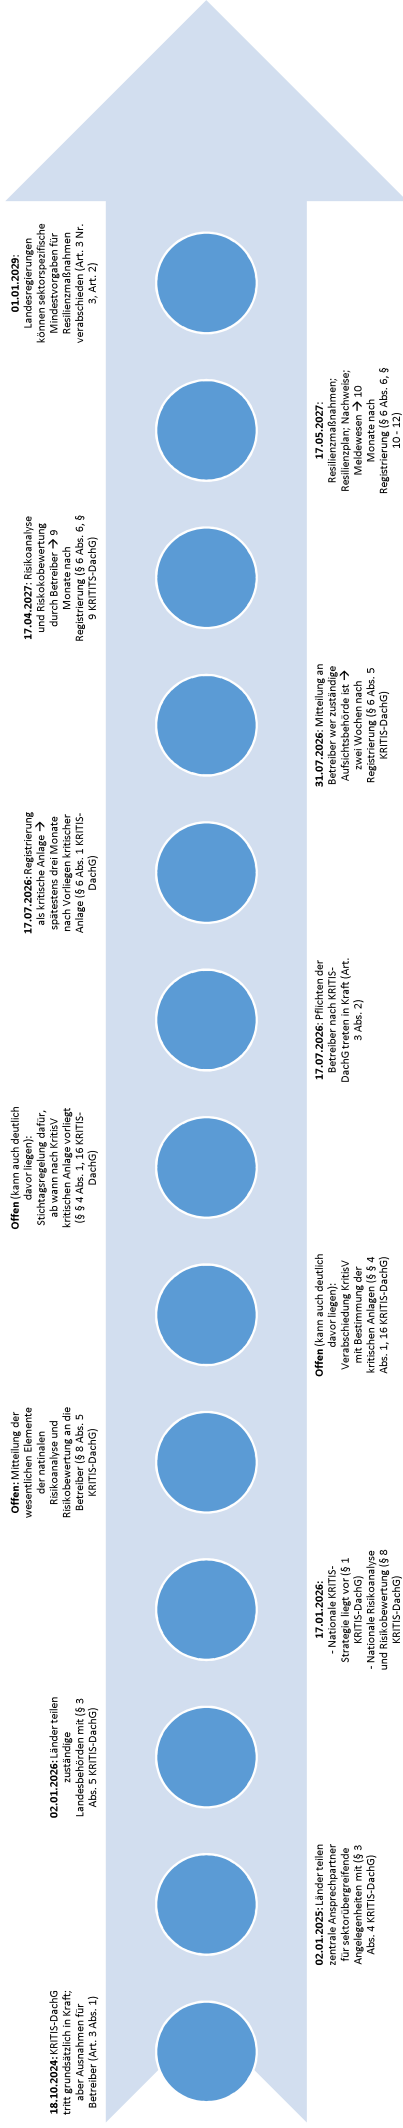 18.10.2024: KRITIS-DachG
tritt grundsätzlich in Kraft;
aber Ausnahmen für
Betreiber (Art. 3 Abs. 1)
02.01.2025: Länder teilen
zentrale Ansprechpartner
für sektorübergreifende
Angelegenheiten mit (§ 3
Abs. 4 KRITIS-DachG)
02.01.2026: Länder teilen
zuständige
Landesbehörden mit (§ 3
Abs. 5 KRITIS-DachG)
17.01.2026:
- Nationale KRITIS-
Strategie liegt vor (§ 1
KRITIS-DachG)
- Nationale Risikoanalyse
und Risikobewertung (§ 8
KRITIS-DachG)
Offen: Mitteilung der
wesentlichen Elemente
der natinalen
Risikoanalyse und
Risikobewertung an die
Betreiber (§ 8 Abs. 5
KRITIS-DachG)
Offen (kann auch deutlich
davor liegen):
Verabschiedung KritisV
mit Bestimmung der
kritischen Anlagen (§ § 4
Abs. 1, 16 KRITIS-DachG)
Offen (kann auch deutlich
davor liegen):
Stichtagsregelung dafür,
ab wann nach KritisV
kritischen Anlage vorliegt
(§ § 4 Abs. 1, 16 KRITIS-
DachG)
17.07.2026: Pflichten der
Betreiber nach KRITIS-
DachG treten in Kraft (Art.
3 Abs. 2)
17.07.2026: Registrierung
als kritische Anlage →
spätestens drei Monate
nach Vorliegen kritischer
Anlage (§ 6 Abs. 1 KRITIS-
DachG)
31.07.2026: Mitteilung an
Betreiber wer zuständige
Aufsichtsbehörde ist →
zwei Wochen nach
Registrierung (§ 6 Abs. 5
KRITIS-DachG)
17.04.2027: Risikoanalyse
und Riskokobewertung
durch Betreiber → 9
Monate nach
Registrierung (§ 6 Abs. 6, §
9 KRITITS-DachG)
17.05.2027:
Resilienzmaßnahmen;
Resilienzplan; Nachweise;
Meldewesen → 10
Monate nach
Registrierung (§ 6 Abs. 6, §
10 - 12)
01.01.2029:
Landesregierungen
können sektorspezifische
Mindestvorgaben für
Resilienzmaßnahmen
verabschieden (Art. 3 Nr.
3, Art. 2)